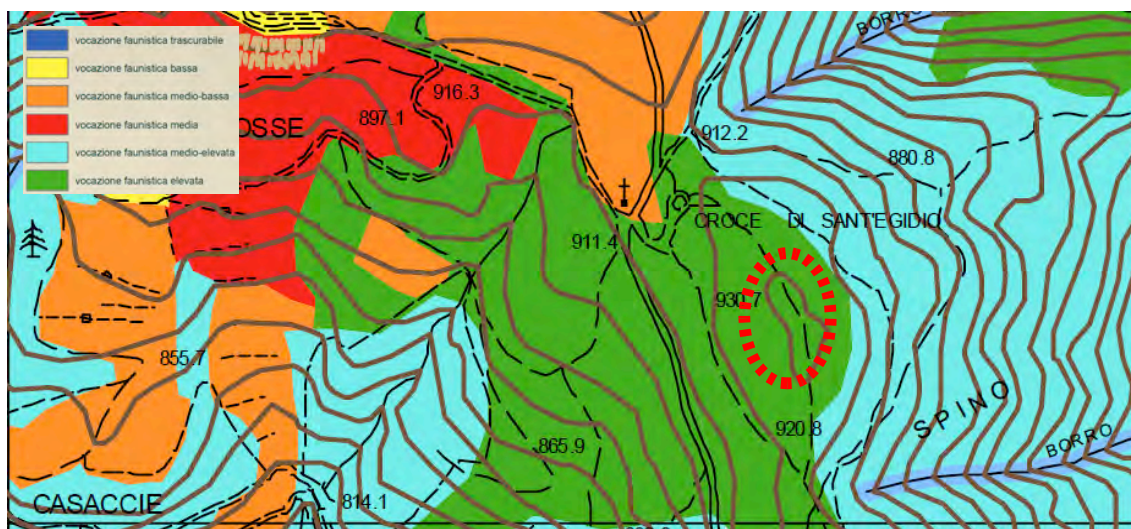 vocazione faunistica trascurabile
vocazione faunistica bassa
vocazione faunistica medio-bassa
vocazione faunistica media
vocazione faunistica medio-elevata
vocazione faunistica elevata
BORRO
916.3
OSSE
897.1
912.2
880.8
CROCE DI SANT'EGIDIO
911.4
930.7
855.7
SPINO
920.8
865.9
BORRO
CASACCIE
814.1